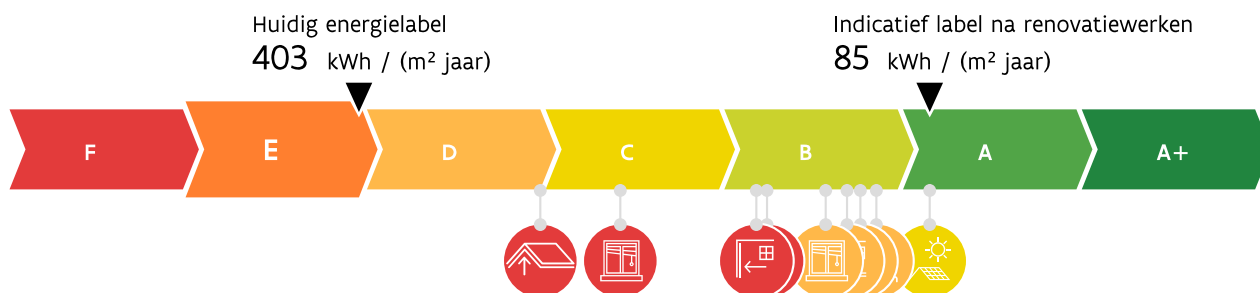 Huidig energielabel
403 kWh / (m² jaar)
Indicatief label na renovatiewerken
85 kWh / (m² jaar)
F E D C B A A+